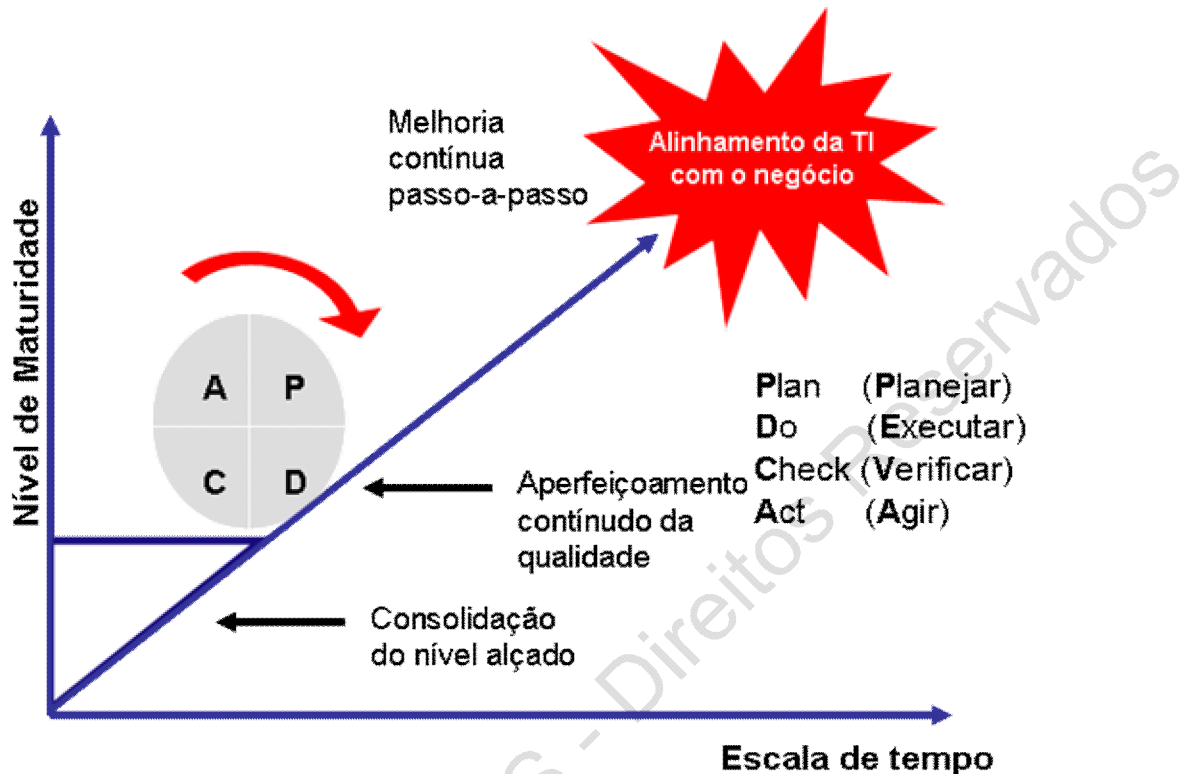 Melhoria
contínua
passo-a-passo
Alinhamento da TI
com o negócio
Nível de Maturidade
A P
C D
Plan (Planejar)
Do (Executar)
Check (Verificar)
Act (Agir)
Aperfeiçoamento
contínudo da
qualidade
Consolidação
do nível alçado
Escala de tempo
- Direitos Reservados